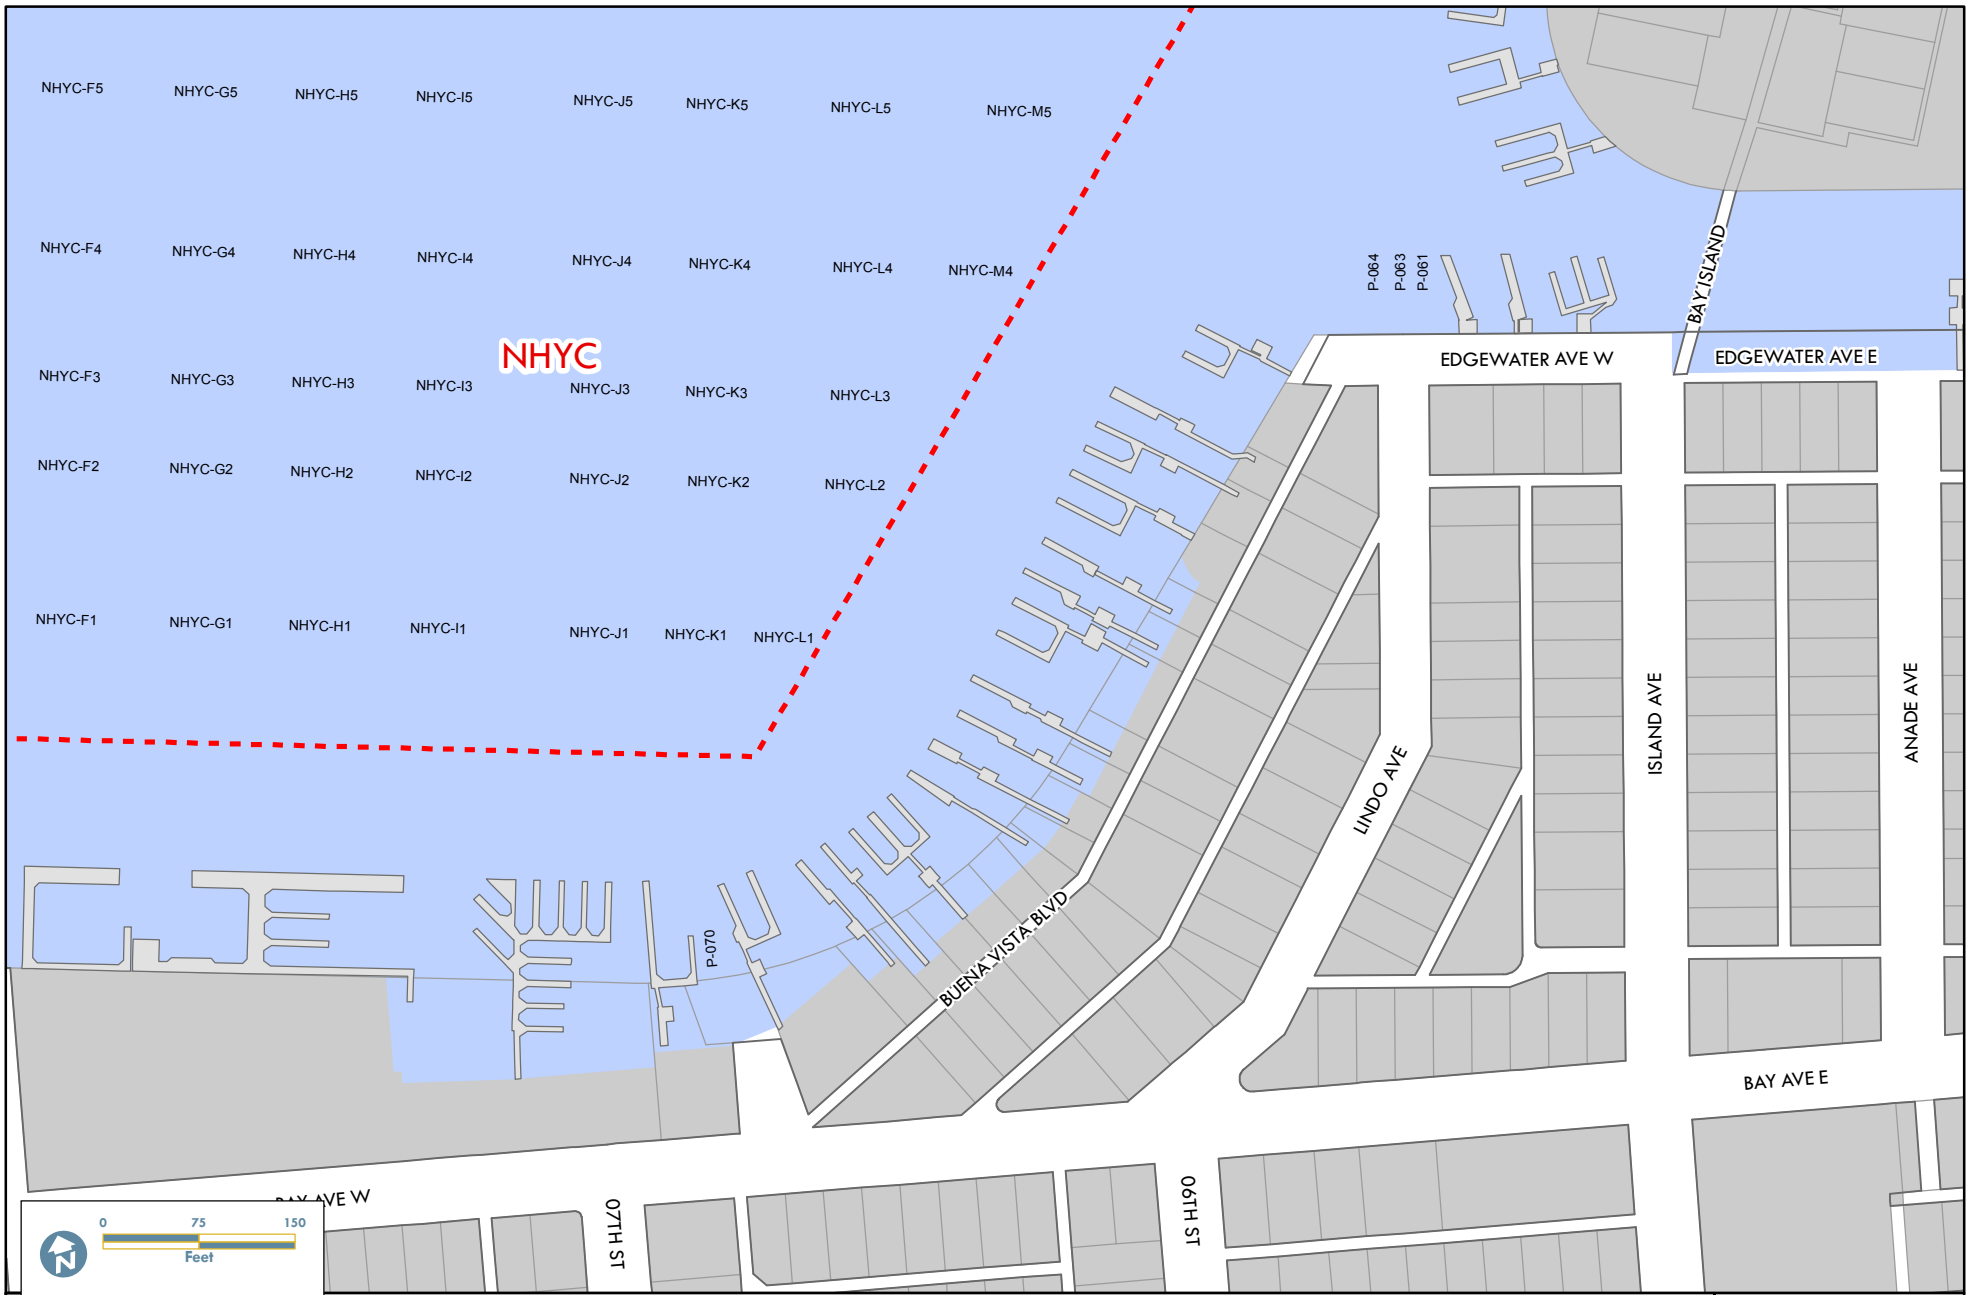 NHYC-F5
NHYC-G5
NHYC-H5
NHYC-I5
NHYC-J5
NHYC-K5
NHYC-L5
NHYC-M5
NHYC-F4
NHYC-G4
NHYC-H4
NHYC-I4
NHYC-J4
NHYC-K4
NHYC-L4
NHYC-M4
P-064
P-063
P-061
BAY ISLAND
NHYC
EDGEWATER AVE W
EDGEWATER AVE E
NHYC-F3
NHYC-G3
NHYC-H3
NHYC-I3
NHYC-J3
NHYC-K3
NHYC-L3
NHYC-F2
NHYC-G2
NHYC-H2
NHYC-I2
NHYC-J2
NHYC-K2
NHYC-L2
NHYC-F1
NHYC-G1
NHYC-H1
NHYC-I1
NHYC-J1
NHYC-K1
NHYC-L1
ISLAND AVE
ANADE AVE
LINDO AVE
P-070
BUENA VISTA BLVD
BAY AVE E
BAY AVE W
07TH ST
06TH ST
0 75 150
Feet
N